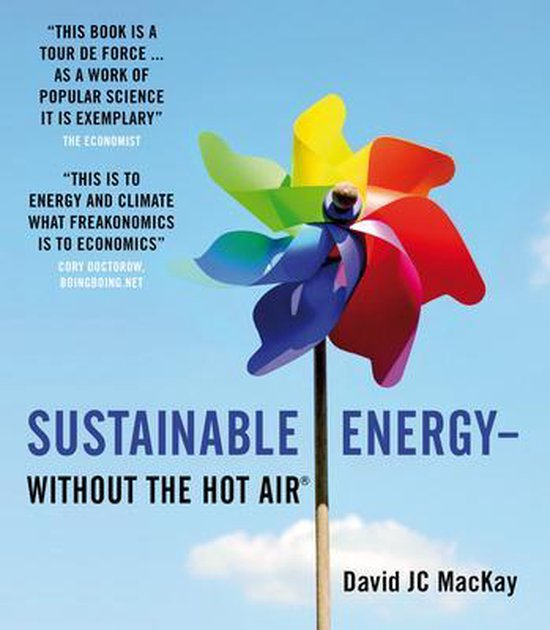 “THIS BOOK IS A
TOUR DE FORCE ...
AS A WORK OF
POPULAR SCIENCE
IT IS EXEMPLARY”
THE ECONOMIST
“THIS IS TO
ENERGY AND CLIMATE
WHAT FREAKONOMICS
IS TO ECONOMICS”
CORY DOCTOROW,
BOINGBOING.NET
SUSTAINABLE ENERGY–
WITHOUT THE HOT AIR®
David JC MacKay